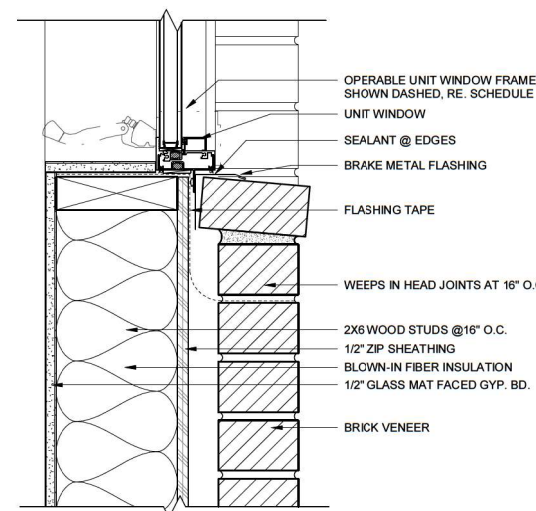 OPERABLE UNIT WINDOW FRAME
SHOWN DASHED, RE. SCHEDULE
UNIT WINDOW
SEALANT @ EDGES
BRAKE METAL FLASHING
FLASHING TAPE
WEEPS IN HEAD JOINTS AT 16" O.
2X6 WOOD STUDS @16" O.C.
1/2" ZIP SHEATHING
BLOWN-IN FIBER INSULATION
1/2" GLASS MAT FACED GYP. BD.
BRICK VENEER